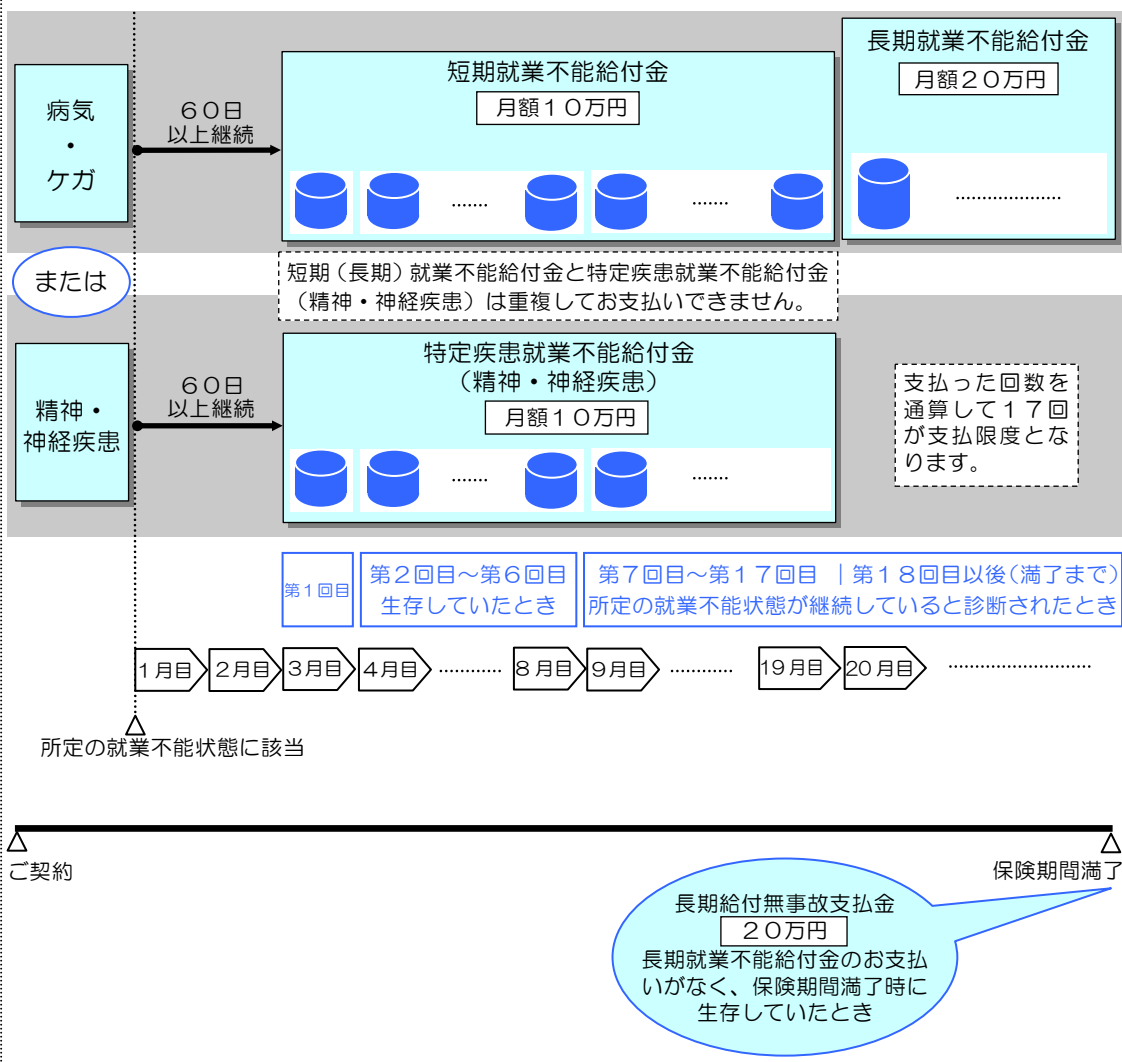 病気
・
ケガ
60日
以上継続
短期就業不能給付金
月額10万円
.......
.......
長期就業不能給付金
月額20万円
....................
または
短期(長期)就業不能給付金と特定疾患就業不能給付金
(精神・神経疾患)は重複してお支払いできません。
精神・
神経疾患
60日
以上継続
特定疾患就業不能給付金
(精神・神経疾患)
月額10万円
.......
.......
支払った回数を
通算して17回
が支払限度とな
ります。
第1回目
第2回目~第6回目
生存していたとき
第7回目~第17回目 |第18回目以後(満了まで)
所定の就業不能状態が継続していると診断されたとき
1月目
2月目
3月目
4月目
............
8月目
9月目
............
19月目
20月目
...........................
△
所定の就業不能状態に該当
△
ご契約
△
保険期間満了
長期給付無事故支払金
20万円
長期就業不能給付金のお支払
いがなく、保険期間満了時に
生存していたとき